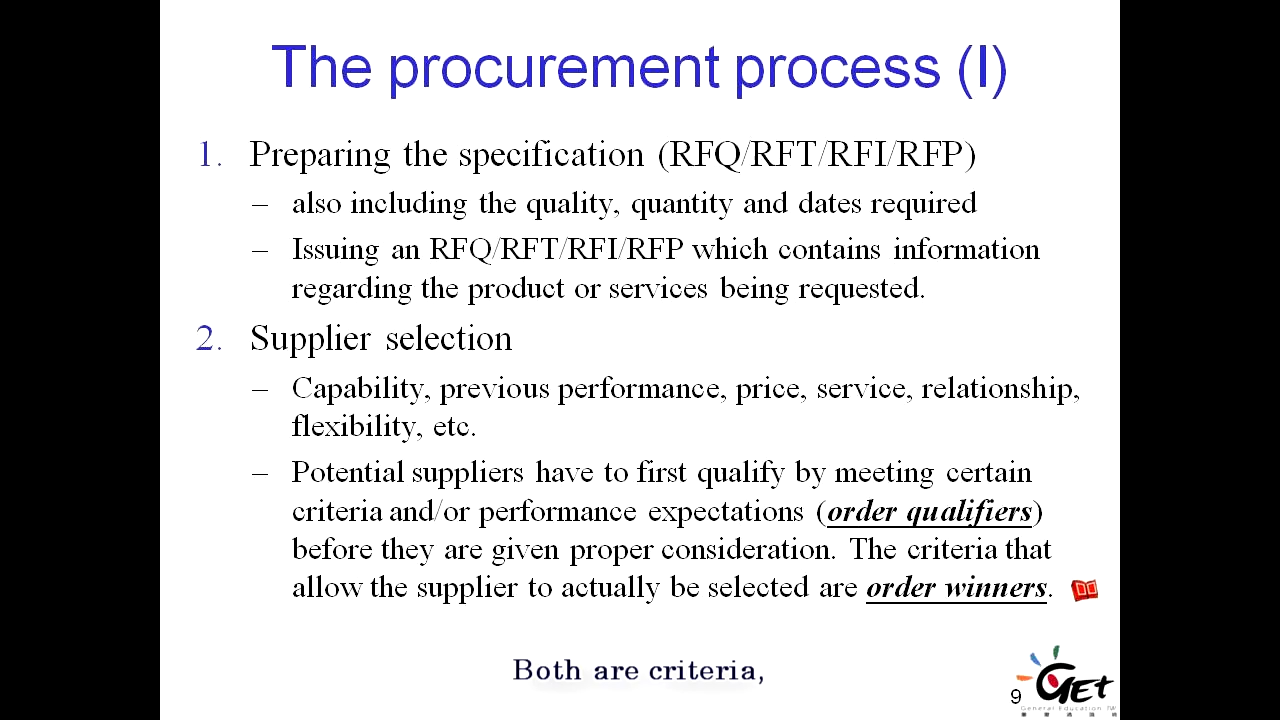 The procurement process (I)
1. Preparing the specification (RFQ/RFT/RFI/RFP)
– also including the quality, quantity and dates required
– Issuing an RFQ/RFT/RFI/RFP which contains information
regarding the product or services being requested.
2. Supplier selection
– Capability, previous performance, price, service, relationship,
flexibility, etc.
– Potential suppliers have to first qualify by meeting certain
criteria and/or performance expectations (order qualifiers)
before they are given proper consideration. The criteria that
allow the supplier to actually be selected are order winners.
Both are criteria,
9
GET
General Education TW